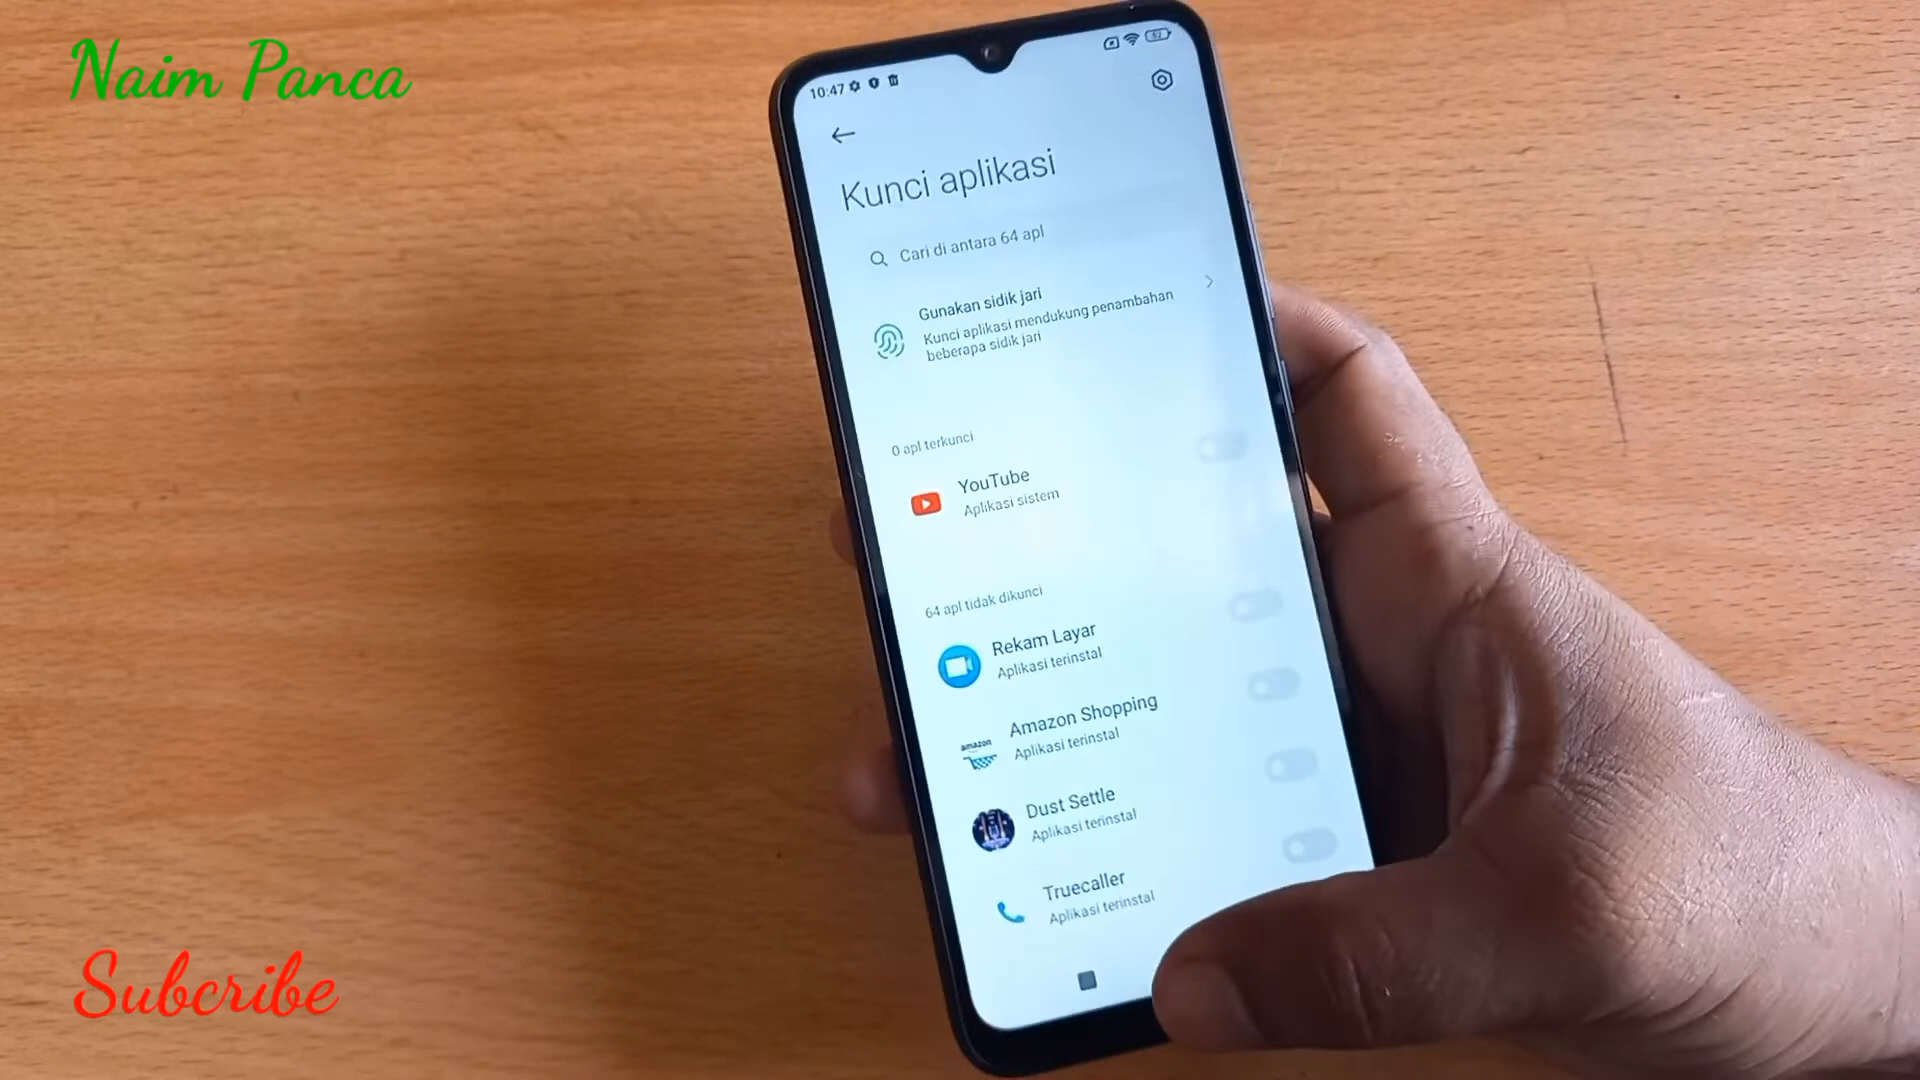 Naim Panca
10:47
52
Kunci aplikasi
Cari di antara 64 apl
Gunakan sidik jari
Kunci aplikasi mendukung penambahan
beberapa sidik jari
0 apl terkunci
YouTube
Aplikasi sistem
64 apl tidak dikunci
Rekam Layar
Aplikasi terinstal
amazon
Amazon Shopping
Aplikasi terinstal
Dust Settle
Aplikasi terinstal
Truecaller
Aplikasi terinstal
Subcribe